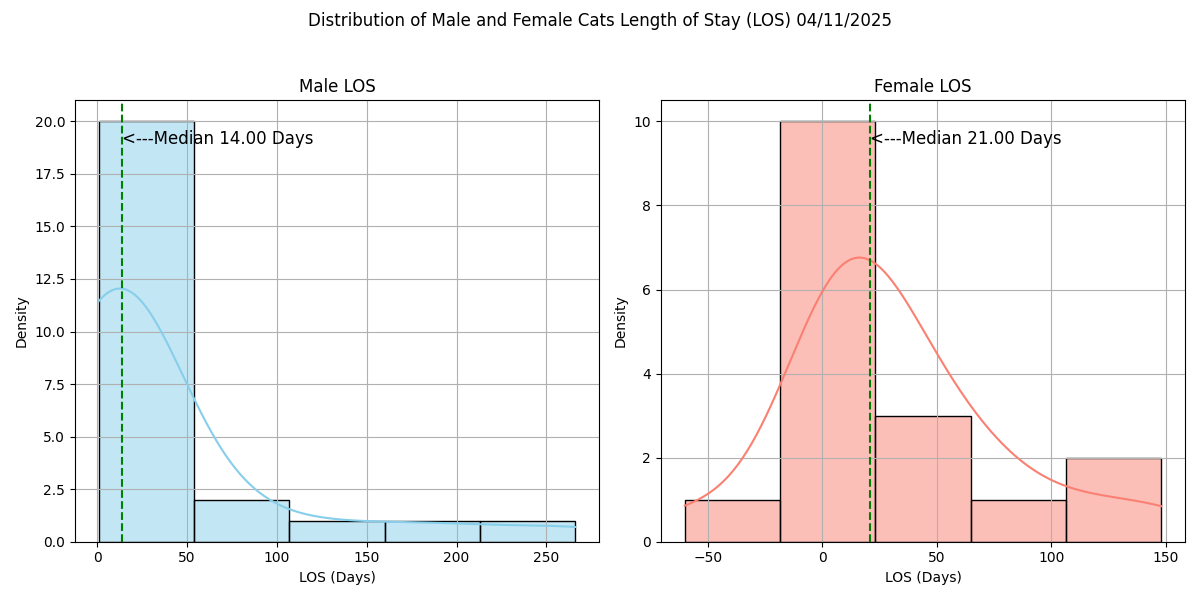 Distribution of Male and Female Cats Length of Stay (LOS) 04/11/2025
Male LOS
Density
20.0
17.5
15.0
12.5
10.0
7.5
5.0
2.5
0.0
<---Median 14.00 Days
0 50 100 150 200 250
LOS (Days)
Female LOS
Density
10
8
6
4
2
0
<---Median 21.00 Days
−50 0 50 100 150
LOS (Days)